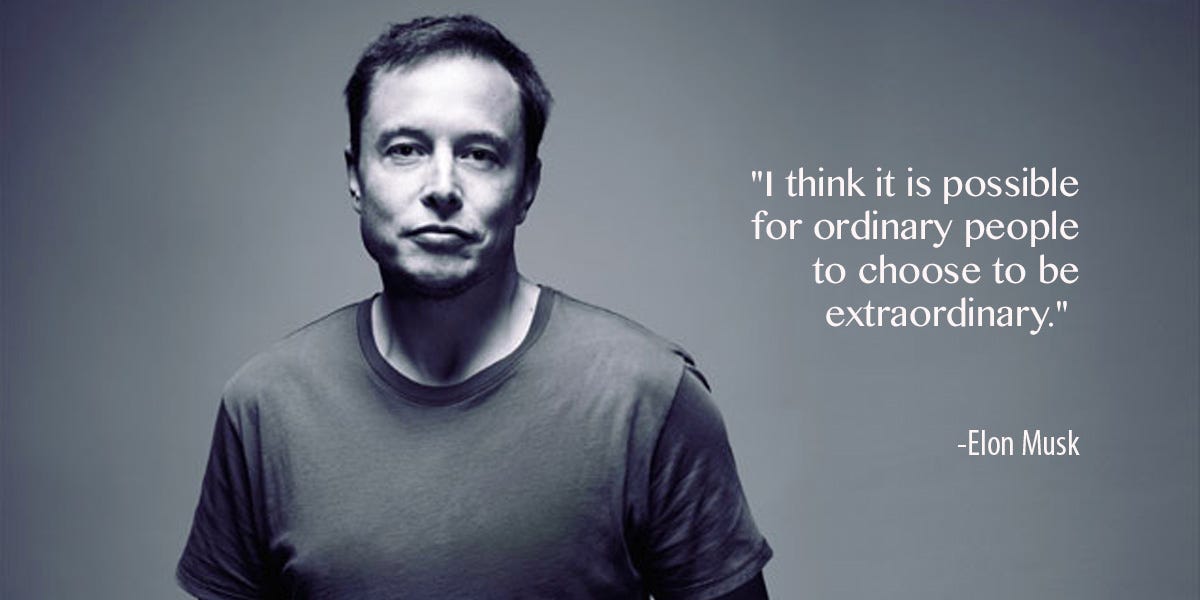 "I think it is possible
for ordinary people
to choose to be
extraordinary."
-Elon Musk